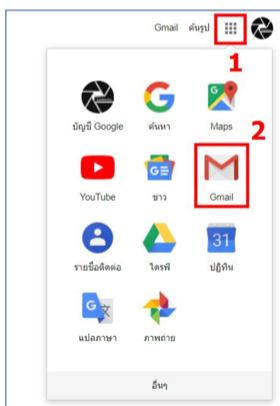 Gmail ค้นรูป
1
บัญชี Google ค้นหา Maps
2
G
31
YouTube ข่าว Gmail
รายชื่อติดต่อ ไดรฟ์ ปฏิทิน
G 文
แปลภาษา ภาพถ่าย
อื่นๆ